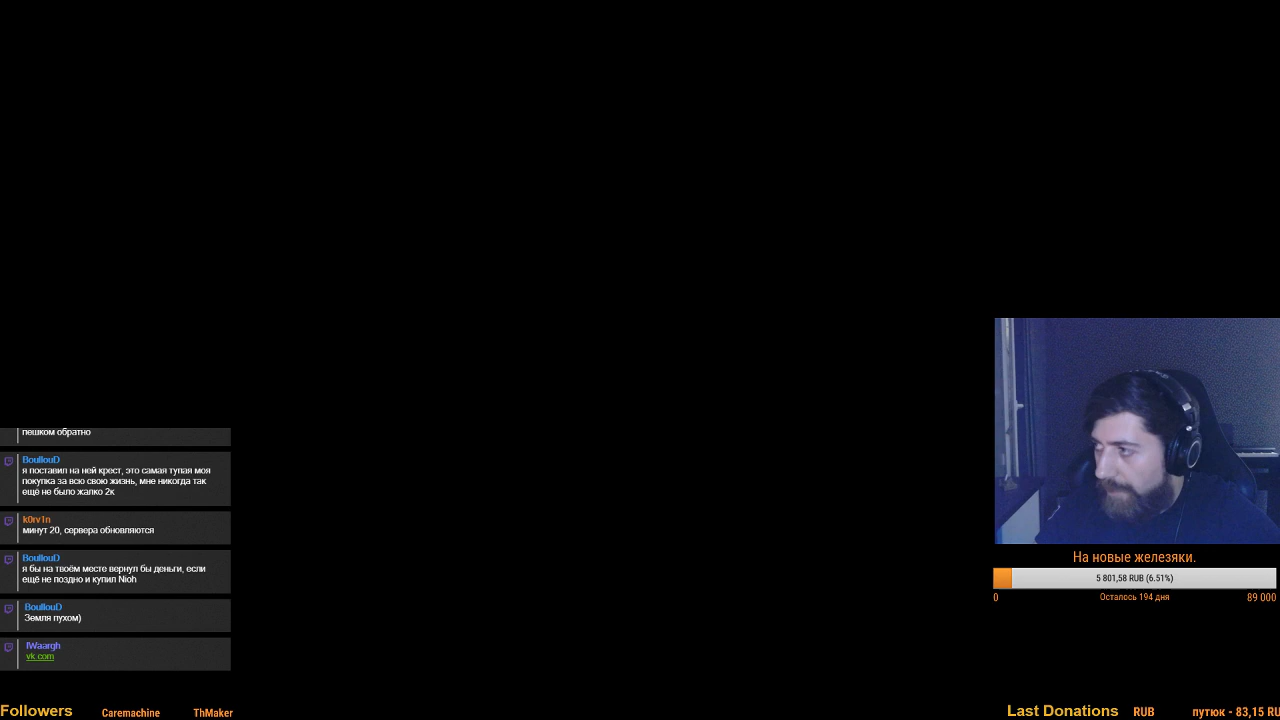 пешком обратно
BoullouD
я поставил на ней крест, это самая тупая моя
покупка за всю свою жизнь, мне никогда так
ещё не было жалко 2к
k0rv1n
минут 20, сервера обновляются
BoullouD
я бы на твоём месте вернул бы деньги, если
ещё не поздно и купил Nioh
BoullouD
Земля пухом)
IWaargh
vk com
На новые железяки.
5 801,58 RUB (6.51%)
0 Осталось 194 дня 89 000
Followers Caremachine ThMaker
Last Donations RUB путюк - 83,15 RU